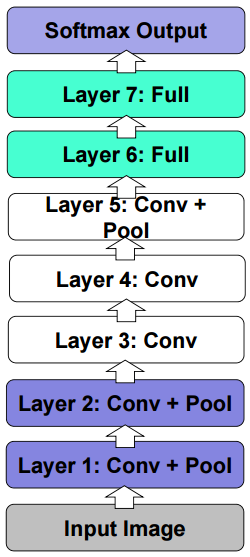 Softmax Output
Layer 7: Full
Layer 6: Full
Layer 5: Conv +
Pool
Layer 4: Conv
Layer 3: Conv
Layer 2: Conv + Pool
Layer 1: Conv + Pool
Input Image